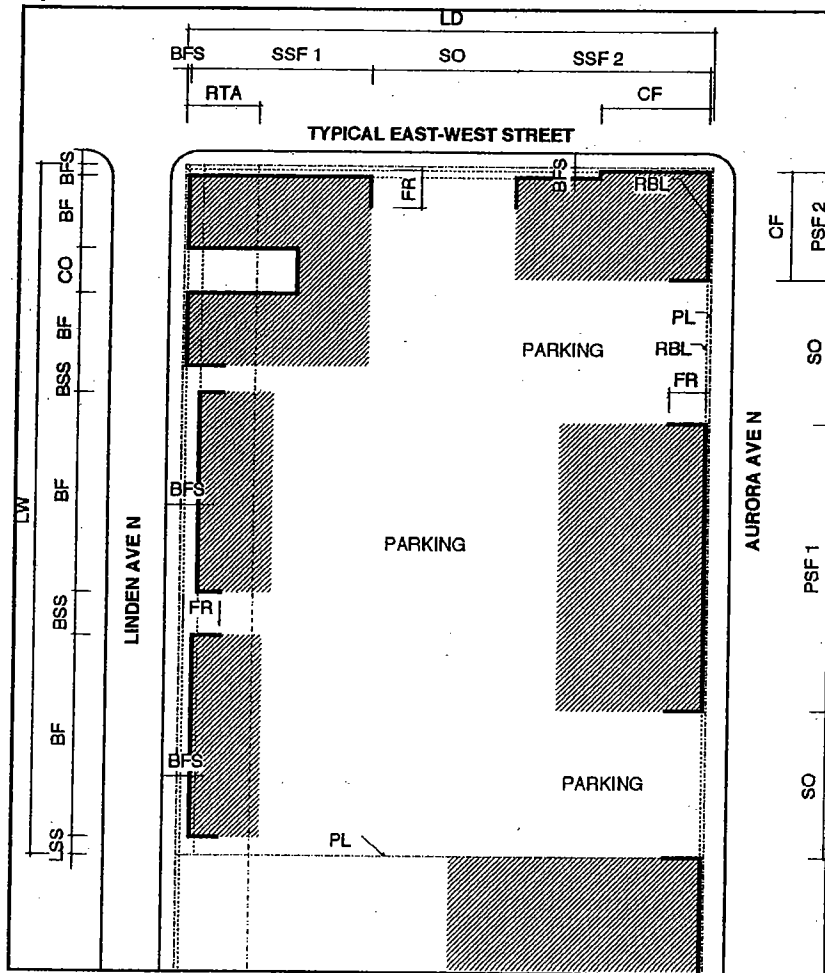 LD
BFS SSF 1 SO SSF 2
RTA CF
TYPICAL EAST-WEST STREET
BFS
BF
CO
BF
BSS
BF
BSS
BF
LSS
LW
LINDEN AVE N
FR
BFS
RBL
CF
PSF 2
PL
RBL
PARKING
SO
FR
BFS
PARKING
AURORA AVE N
PSF 1
FR
BFS
PARKING
SO
PL